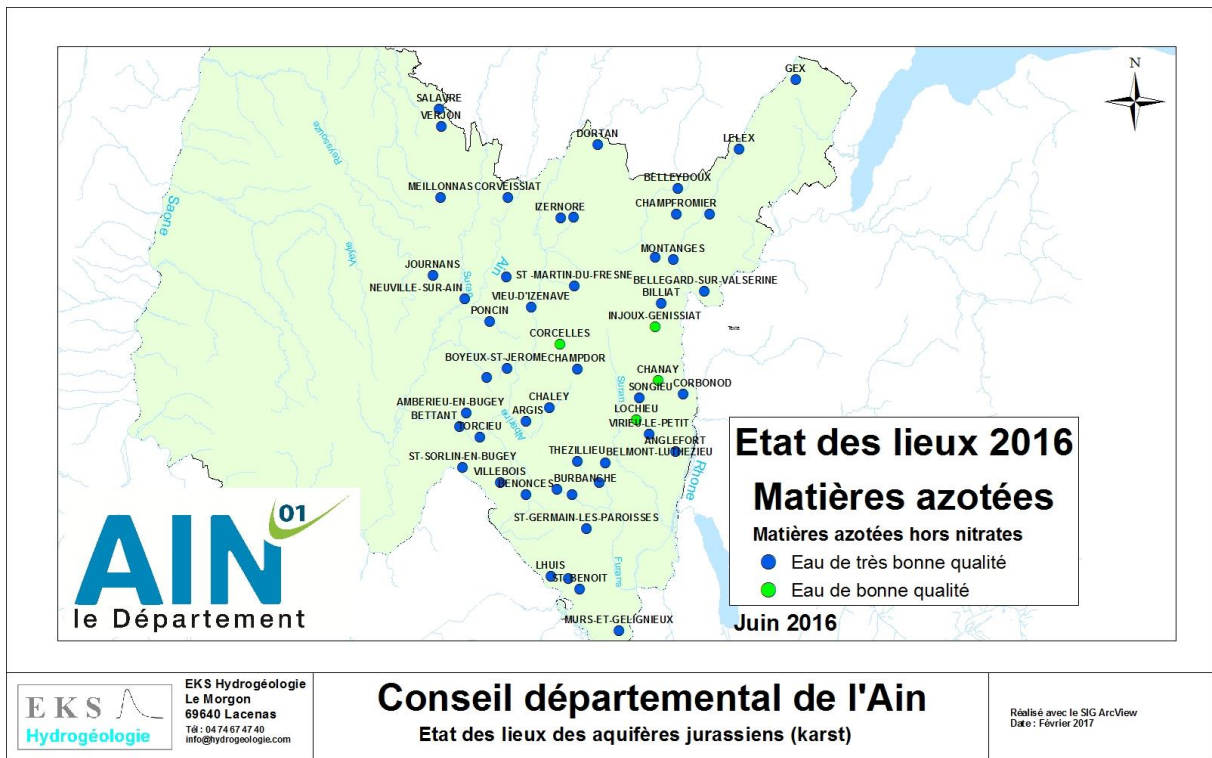 GEX
N
SALAVRE
VERJON
DORTAN
LELEX
Reyssouze
BELLEYDOUX
MEILLONNAS
CORVEISSIAT
IZERNORE
CHAMPFROMIER
Saone
Veyle
MONTANGES
JOURNANS
Suran
Ain
ST -MARTIN-DU-FRESNE
BELLEGARD-SUR-VALSERINE
NEUVILLE-SUR-AIN
VIEU-D'IZENAVE
BILLIAT
PONCIN
INJOUX-GENISSIAT
CORCELLES
BOYEUX-ST-JEROME
CHAMPDOR
CHANAY
SONGIEU
CORBONOD
AMBERIEU-EN-BUGEY
CHALEY
LOCHIEU
BETTANT
ARGIS
Albarine
VIRIEU-LE-PETIT
TORCIEU
ANGLEFORT
ST-SORLIN-EN-BUGEY
THEZILLIEU
BELMONT-LUTHEZIEU
VILLEBOIS
BENONCES
BURBANCHE
Rhone
ST-GERMAIN-LES-PAROISSES
Furans
LHUIS
ST-BENOIT
MURS-ET-GELIGNIEUX
Etat des lieux 2016
Matières azotées
Matières azotées hors nitrates
Eau de très bonne qualité
Eau de bonne qualité
Juin 2016
AIN 01
le Département
EKS
Hydrogéologie
EKS Hydrogéologie
Le Morgon
69640 Lacenas
Tél : 04 74 67 47 40
info@hydrogeologie.com
Conseil départemental de l'Ain
Etat des lieux des aquifères jurassiens (karst)
Réalisé avec le SIG ArcView
Date : Février 2017